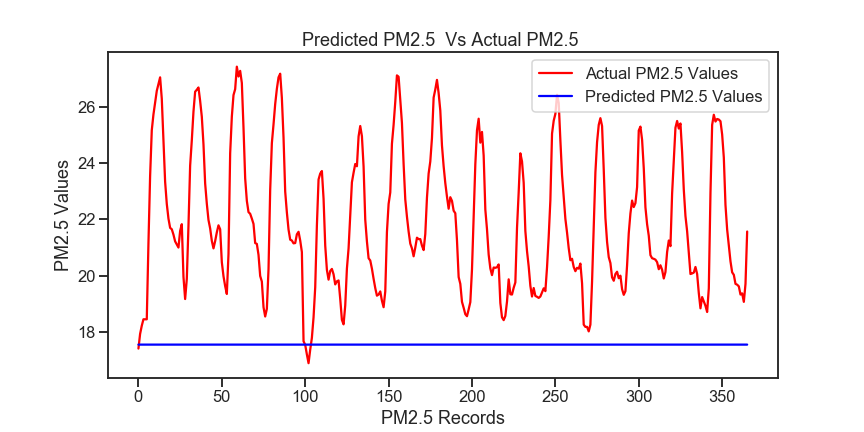 Predicted PM2.5  Vs Actual PM2.5
Actual PM2.5 Values
Predicted PM2.5 Values
PM2.5 Values
26
24
22
20
18
0 50 100 150 200 250 300 350
PM2.5 Records